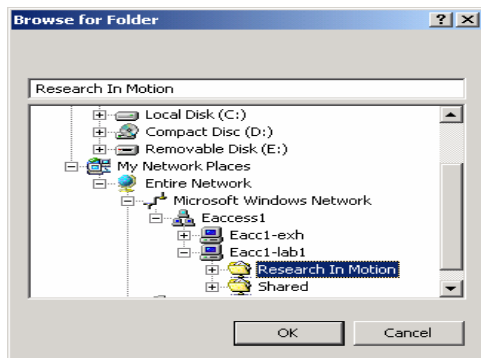 Browse for Folder
Research In Motion
Local Disk (C:)
Compact Disc (D:)
Removable Disk (E:)
My Network Places
Entire Network
Microsoft Windows Network
Eaccess1
Eacc1-exh
Eacc1-lab1
Research In Motion
Shared
OK Cancel